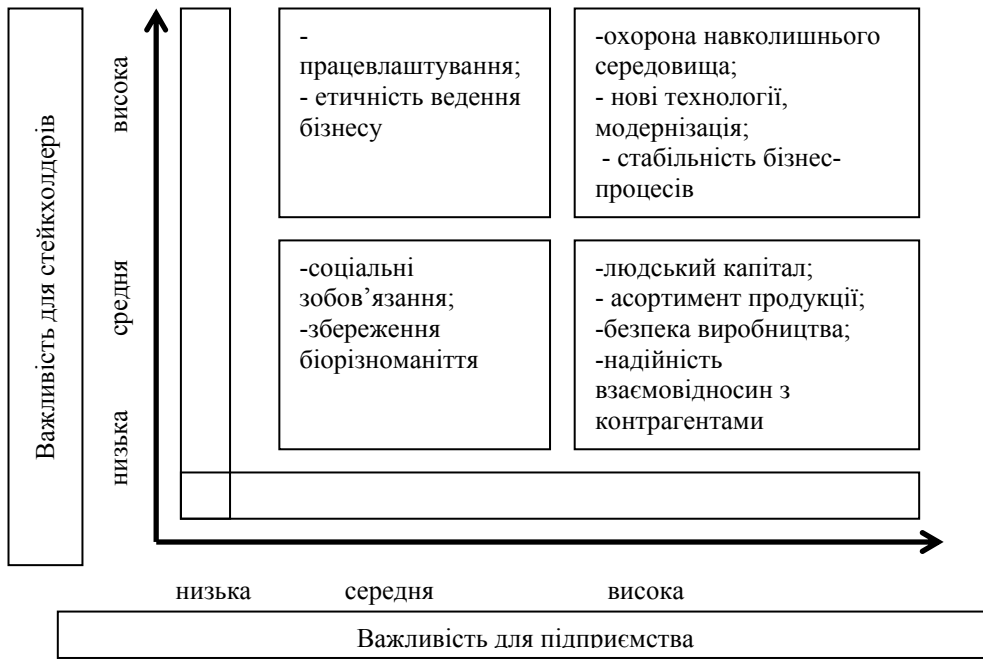 Важливість для стейкхолдерів
висока
средня
низька
-
працевлаштування;
- етичність ведення
бізнесу
-охорона навколишнього
середовища;
- нові технології,
модернізація;
- стабільність бізнес-
процесів
-соціальні
зобов’язання;
-збереження
біорізноманіття
-людський капітал;
- асортимент продукції;
-безпека виробництва;
-надійність
взаємовідносин з
контрагентами
низька
середня
висока
Важливість для підприємства